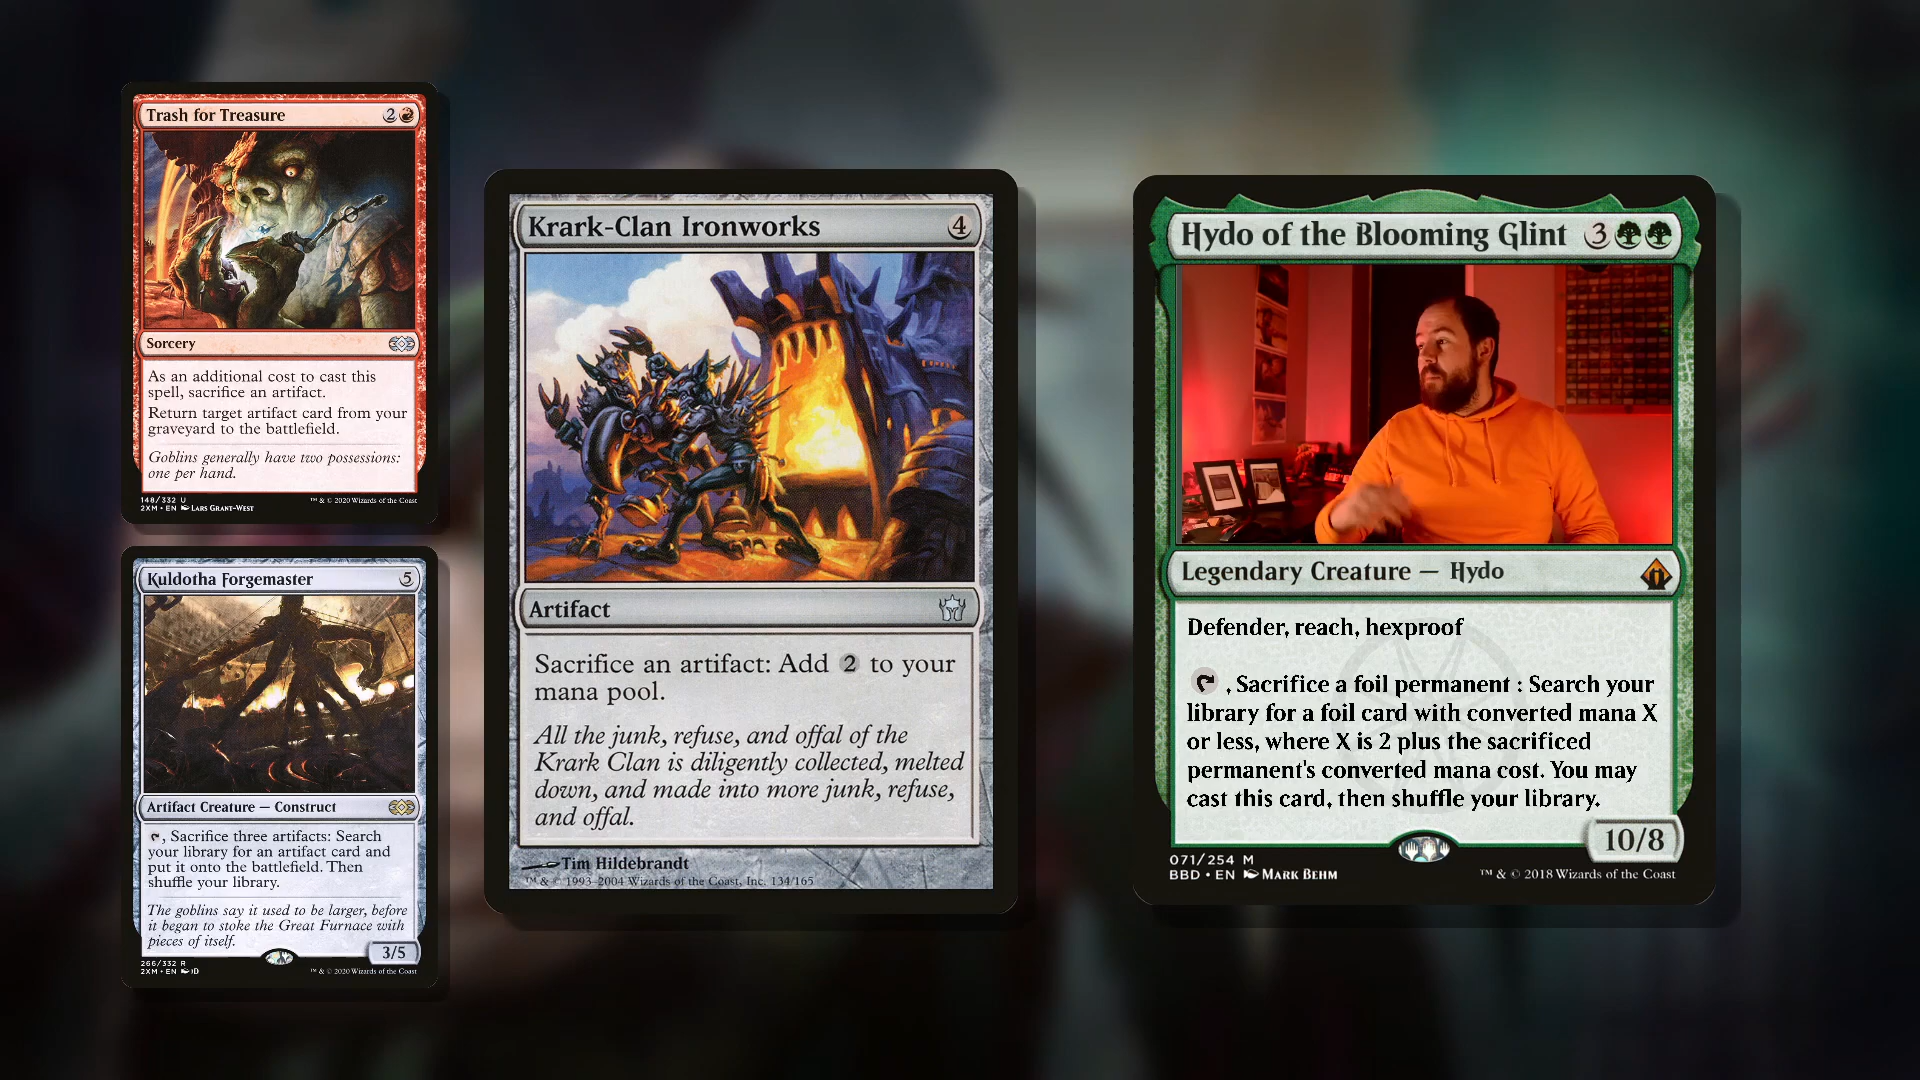 Trash for Treasure 2
Sorcery
As an additional cost to cast this
spell, sacrifice an artifact.
Return target artifact card from your
graveyard to the battlefield.
Goblins generally have two possessions:
one per hand.
148/332 U
2XM • EN Lars Grant-West
™ & © 2020 Wizards of the Coast
Kuldotha Forgemaster 5
Artifact Creature — Construct
, Sacrifice three artifacts: Search
your library for an artifact card and
put it onto the battlefield. Then
shuffle your library.
The goblins say it used to be larger, before
it began to stoke the Great Furnace with
pieces of itself.
3/5
266/332 R
2XM • EN JD
™ & © 2020 Wizards of the Coast
Krark-Clan Ironworks 4
Artifact
Sacrifice an artifact: Add 2 to your
mana pool.
All the junk, refuse, and offal of the
Krark Clan is diligently collected, melted
down, and made into more junk, refuse,
and offal.
Tim Hildebrandt
™ & © 1993–2004 Wizards of the Coast, Inc. 134/165
Hydo of the Blooming Glint 3
Legendary Creature — Hydo
Defender, reach, hexproof
, Sacrifice a foil permanent : Search your
library for a foil card with converted mana X
or less, where X is 2 plus the sacrificed
permanent's converted mana cost. You may
cast this card, then shuffle your library.
10/8
071/254 M
BBD • EN Mark Behm
™ & © 2018 Wizards of the Coast